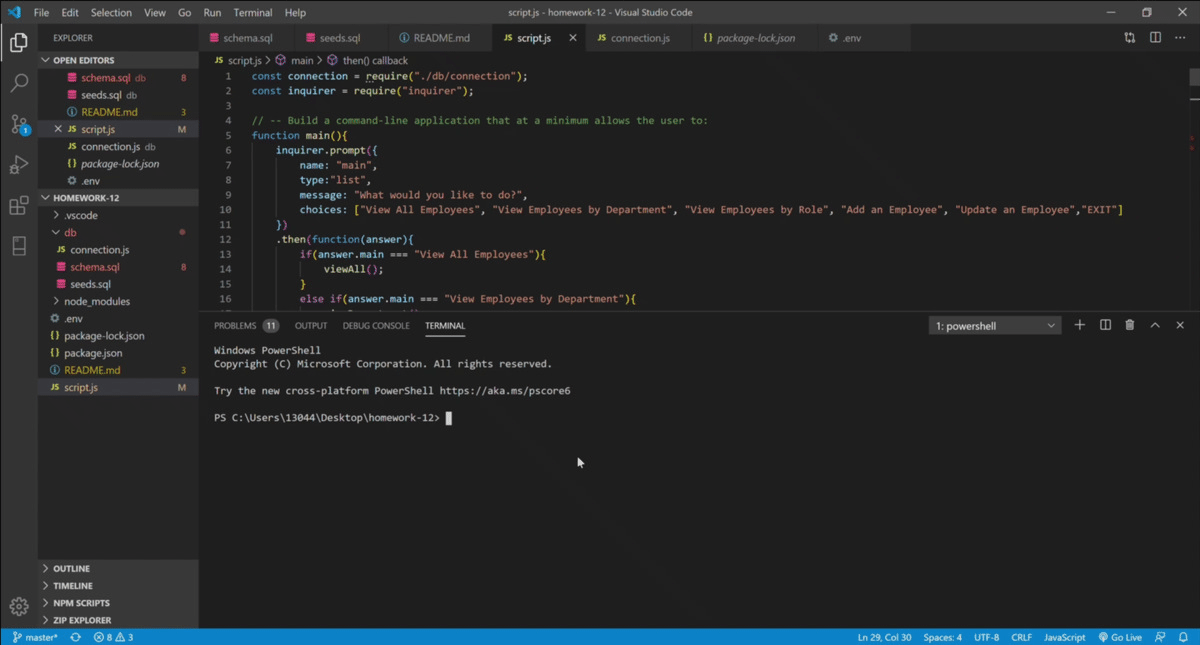 File Edit Selection View Go Run Terminal Help script.js - homework-12 - Visual Studio Code
EXPLORER
OPEN EDITORS
schema.sql db 8
seeds.sql db
README.md 3
script.js M
connection.js db
package-lock.json
.env
HOMEWORK-12
.vscode
db
JS connection.js
schema.sql 8
seeds.sql
node_modules
.env
package-lock.json
package.json
README.md 3
JS script.js M
OUTLINE
TIMELINE
NPM SCRIPTS
ZIP EXPLORER
schema.sql seeds.sql README.md JS script.js JS connection.js {} package-lock.json .env
JS script.js > main > then() callback
1 const connection = require("./db/connection");
2 const inquirer = require("inquirer");
3
4 // -- Build a command-line application that at a minimum allows the user to:
5 function main(){
6 inquirer.prompt({
7 name: "main",
8 type:"list",
9 message: "What would you like to do?",
10 choices: ["View All Employees", "View Employees by Department", "View Employees by Role", "Add an Employee", "Update an Employee","EXIT"]
11 })
12 .then(function(answer){
13 if(answer.main === "View All Employees"){
14 viewAll();
15 }
16 else if(answer.main === "View Employees by Department"){
PROBLEMS 11 OUTPUT DEBUG CONSOLE TERMINAL 1: powershell
Windows PowerShell
Copyright (C) Microsoft Corporation. All rights reserved.
Try the new cross-platform PowerShell https://aka.ms/pscore6
PS C:\Users\13044\Desktop\homework-12>
master* 8 3 Ln 29, Col 30 Spaces: 4 UTF-8 CRLF JavaScript Go Live